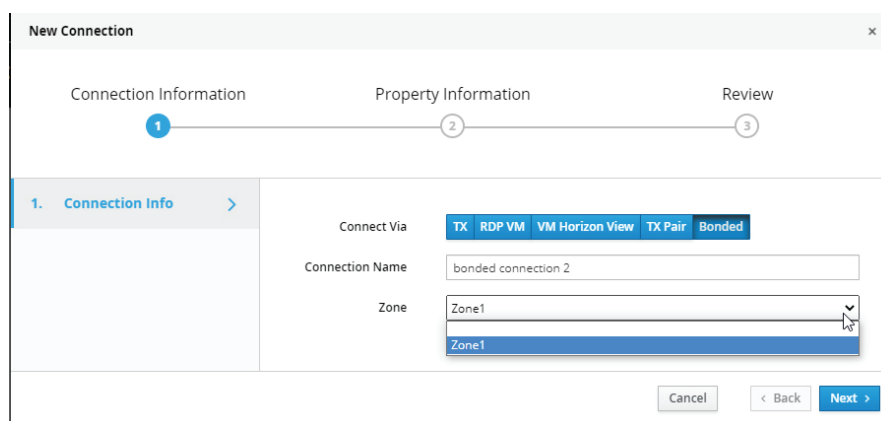 New Connection ×
Connection Information Property Information Review
1 2 3
1. Connection Info
Connect Via TX RDP VM VM Horizon View TX Pair Bonded
Connection Name bonded connection 2
Zone Zone1
Zone1
Cancel < Back Next >